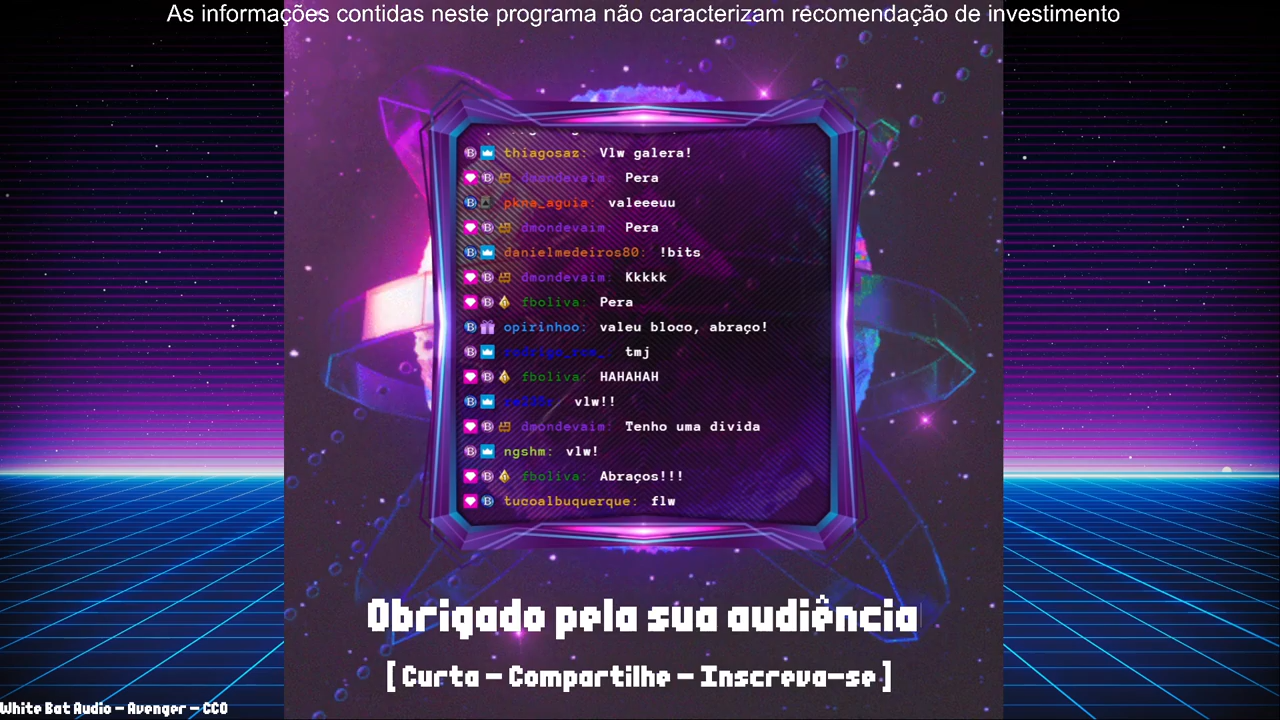 As informações contidas neste programa não caracterizam recomendação de investimento
thiagosaz: Vlw galera!
dmondevaim: Pera
pkna_aguia: valeeeuu
dmondevaim: Pera
danielmedeiros80: !bits
dmondevaim: Kkkkk
fboliva: Pera
opirinhoo: valeu bloco, abraço!
tmj
fboliva: HAHAHAH
vlw!!
dmondevaim: Tenho uma divida
ngshm: vlw!
fboliva: Abraços!!!
tucoalbuquerque: flw
Obrigado pela sua audiência
[ Curta - Compartilhe - Inscreva-se ]
White Bat Audio - Avenger - CC0